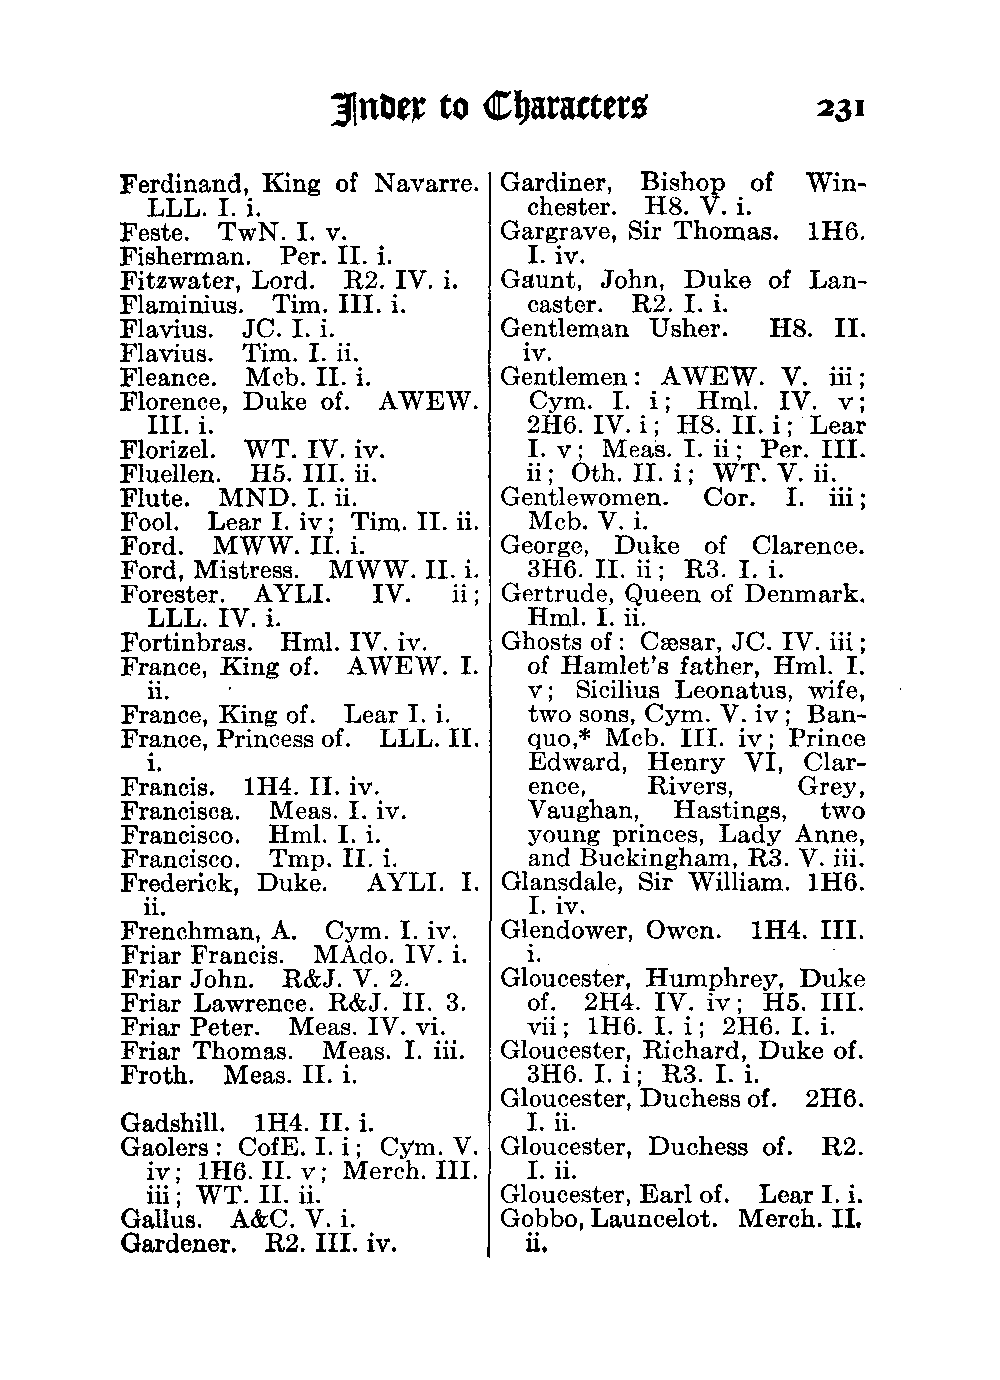 Index to Characters 231
Ferdinand, King of Navarre.
LLL. I. i.
Feste. TwN. I. v.
Fisherman. Per. II. i.
Fitzwater, Lord. R2. IV. i.
Flaminius. Tim. III. i.
Flavius. JC. I. i.
Flavius. Tim. I. ii.
Fleance. Mcb. II. i.
Florence, Duke of. AWEW.
III. i.
Florizel. WT. IV. iv.
Fluellen. H5. III. ii.
Flute. MND. I. ii.
Fool. Lear I. iv; Tim. II. ii.
Ford. MWW. II. i.
Ford, Mistress. MWW. II. i.
Forester. AYLI. IV. ii;
LLL. IV. i.
Fortinbras. Hml. IV. iv.
France, King of. AWEW. I.
ii.
France, King of. Lear I. i.
France, Princess of. LLL. II.
i.
Francis. 1H4. II. iv.
Francisca. Meas. I. iv.
Francisco. Hml. I. i.
Francisco. Tmp. II. i.
Frederick, Duke. AYLI. I.
ii.
Frenchman, A. Cym. I. iv.
Friar Francis. MAdo. IV. i.
Friar John. R&J. V. 2.
Friar Lawrence. R&J. II. 3.
Friar Peter. Meas. IV. vi.
Friar Thomas. Meas. I. iii.
Froth. Meas. II. i.
Gadshill. 1H4. II. i.
Gaolers: CofE. I. i; Cym. V.
iv; 1H6. II. v; Merch. III.
iii; WT. II. ii.
Gallus. A&C. V. i.
Gardener. R2. III. iv.
Gardiner, Bishop of Win-
chester. H8. V. i.
Gargrave, Sir Thomas. 1H6.
I. iv.
Gaunt, John, Duke of Lan-
caster. R2. I. i.
Gentleman Usher. H8. II.
iv.
Gentlemen: AWEW. V. iii;
Cym. I. i; Hml. IV. v;
2H6. IV. i; H8. II. i; Lear
I. v; Meas. I. ii; Per. III.
ii; Oth. II. i; WT. V. ii.
Gentlewomen. Cor. I. iii;
Mcb. V. i.
George, Duke of Clarence.
3H6. II. ii; R3. I. i.
Gertrude, Queen of Denmark.
Hml. I. ii.
Ghosts of: Cæsar, JC. IV. iii;
of Hamlet's father, Hml. I.
v; Sicilius Leonatus, wife,
two sons, Cym. V. iv; Ban-
quo,* Mcb. III. iv; Prince
Edward, Henry VI, Clar-
ence, Rivers, Grey,
Vaughan, Hastings, two
young princes, Lady Anne,
and Buckingham, R3. V. iii.
Glansdale, Sir William. 1H6.
I. iv.
Glendower, Owen. 1H4. III.
i.
Gloucester, Humphrey, Duke
of. 2H4. IV. iv; H5. III.
vii; 1H6. I. i; 2H6. I. i.
Gloucester, Richard, Duke of.
3H6. I. i; R3. I. i.
Gloucester, Duchess of. 2H6.
I. ii.
Gloucester, Duchess of. R2.
I. ii.
Gloucester, Earl of. Lear I. i.
Gobbo, Launcelot. Merch. II.
ii.